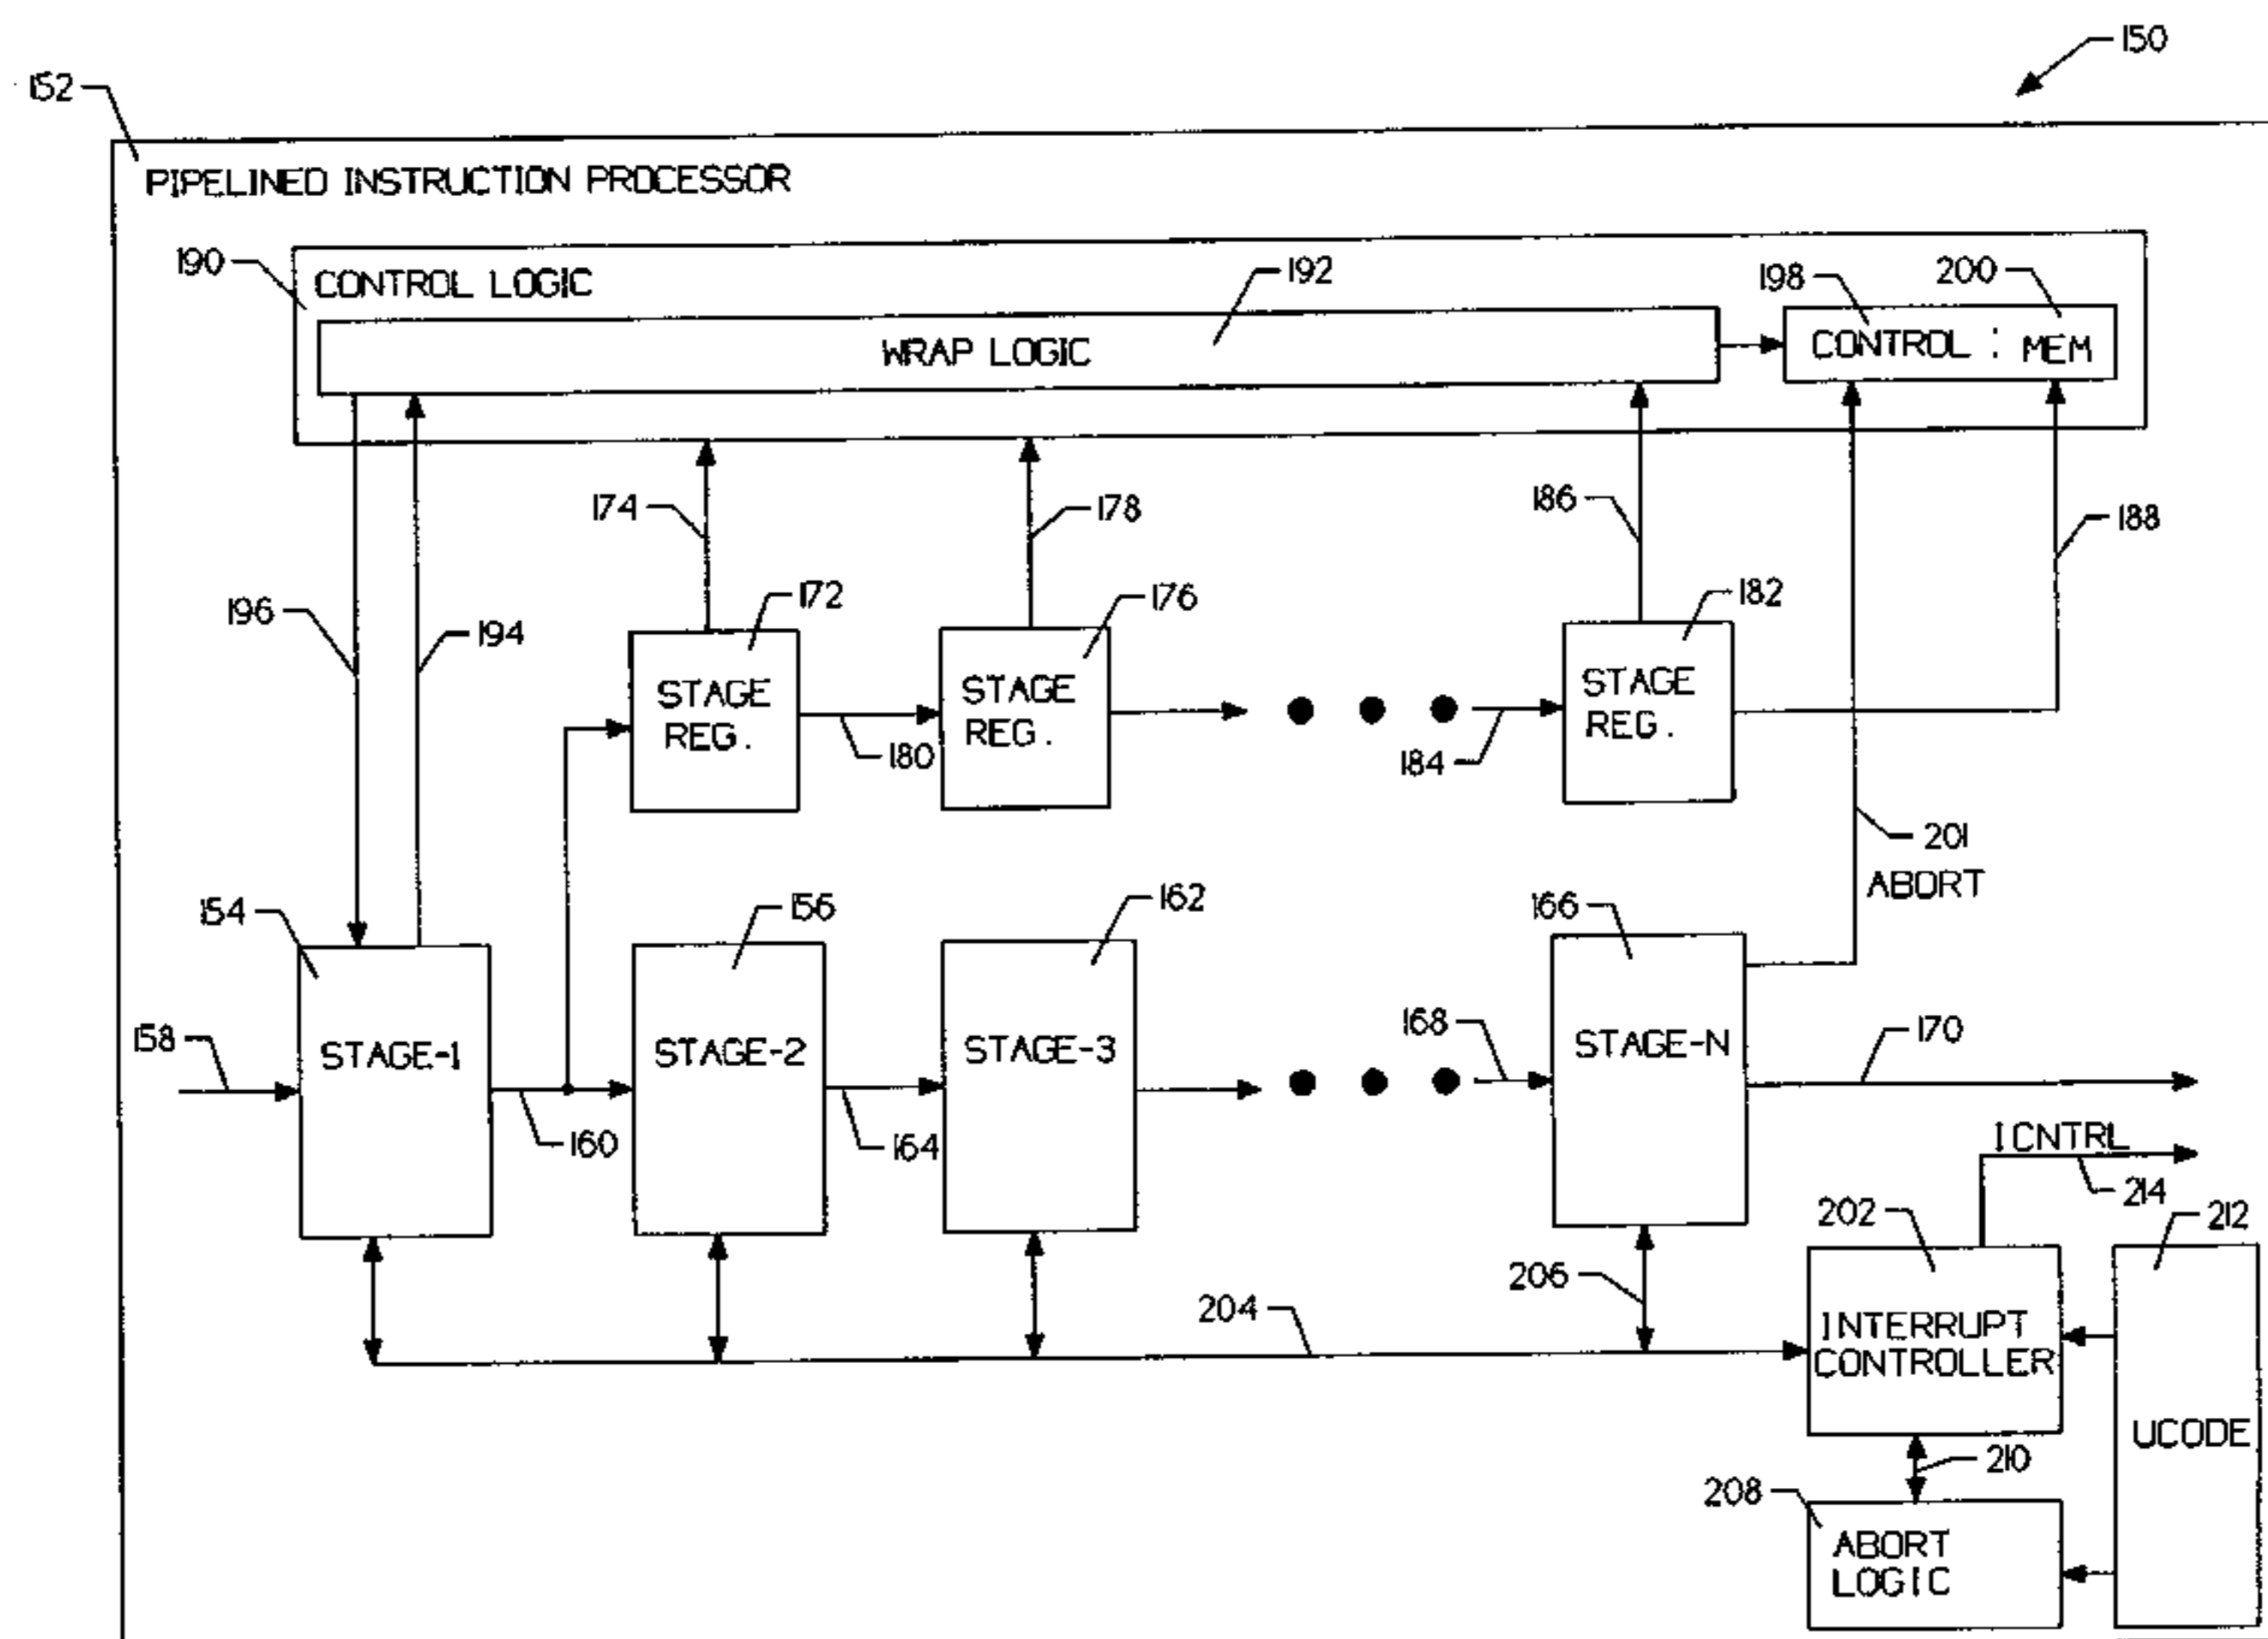 150
152
PIPELINED INSTRUCTION PROCESSOR
190
CONTROL LOGIC
192
198
200
WRAP LOGIC
CONTROL : MEM
174
178
186
188
196
194
172
176
182
STAGE REG.
STAGE REG.
STAGE REG.
180
184
201
ABORT
154
156
162
166
158
STAGE-1
STAGE-2
STAGE-3
168
STAGE-N
170
160
164
ICNTRL
214
202
212
206
204
INTERRUPT CONTROLLER
UCODE
210
208
ABORT LOGIC